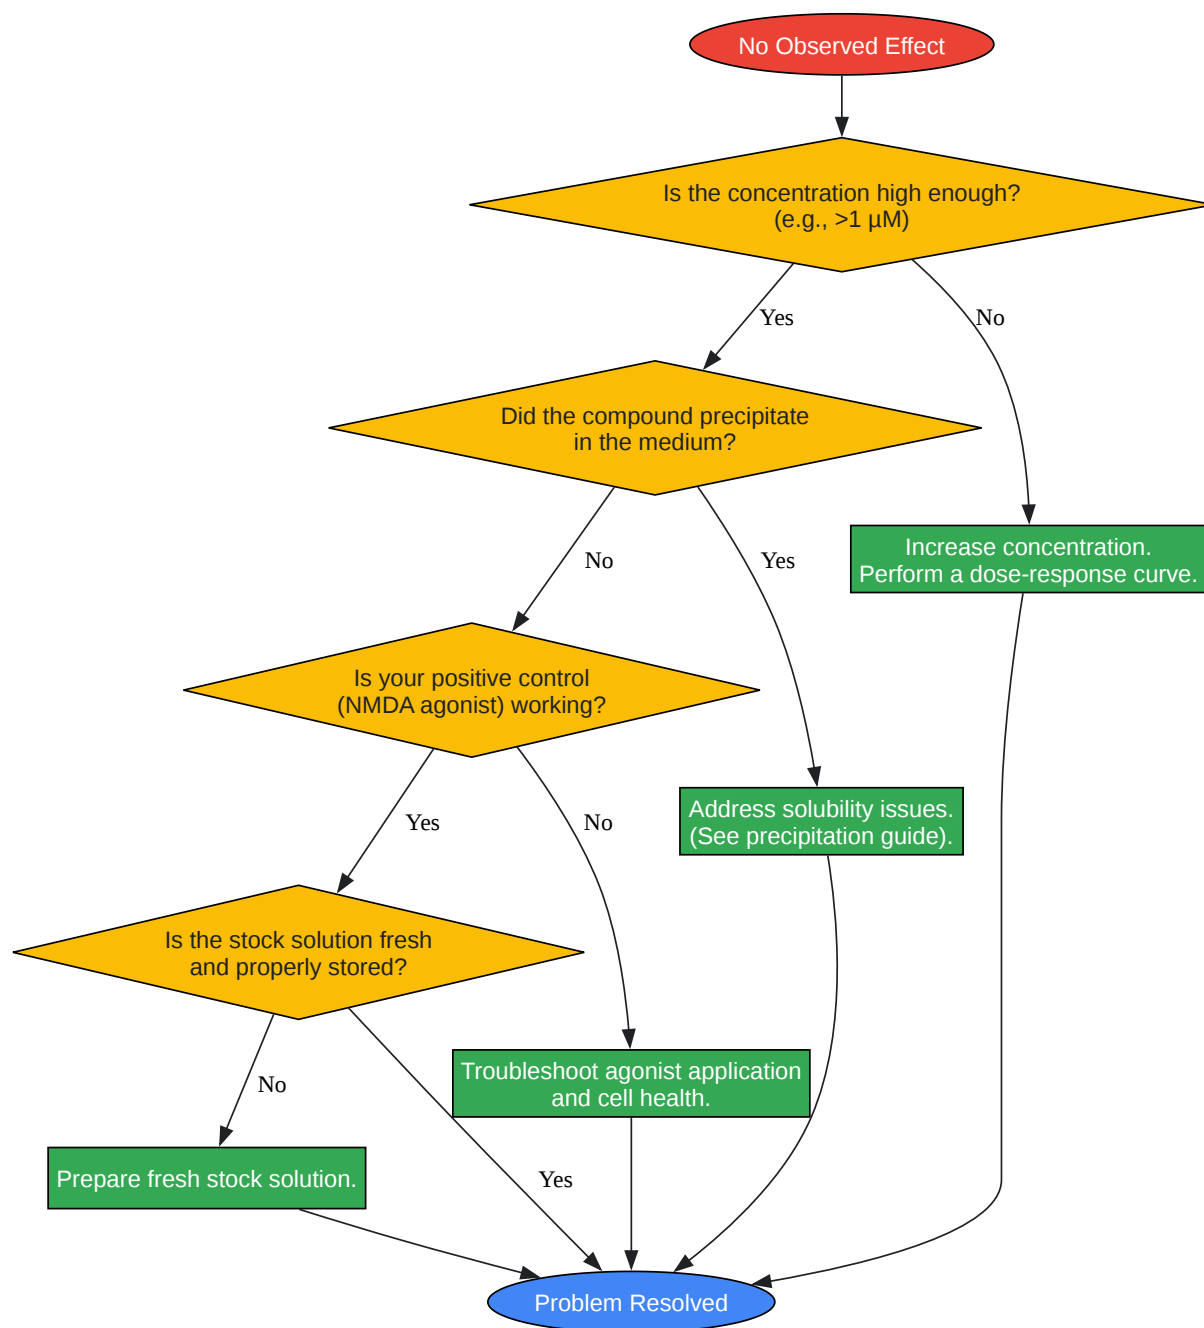 No Observed Effect
Is the concentration high enough?
(e.g., >1 µM)
Yes
No
Did the compound precipitate
in the medium?
Increase concentration.
Perform a dose-response curve.
No
Yes
Is your positive control
(NMDA agonist) working?
Address solubility issues.
(See precipitation guide).
Yes
No
Is the stock solution fresh
and properly stored?
Troubleshoot agonist application
and cell health.
No
Yes
Prepare fresh stock solution.
Problem Resolved